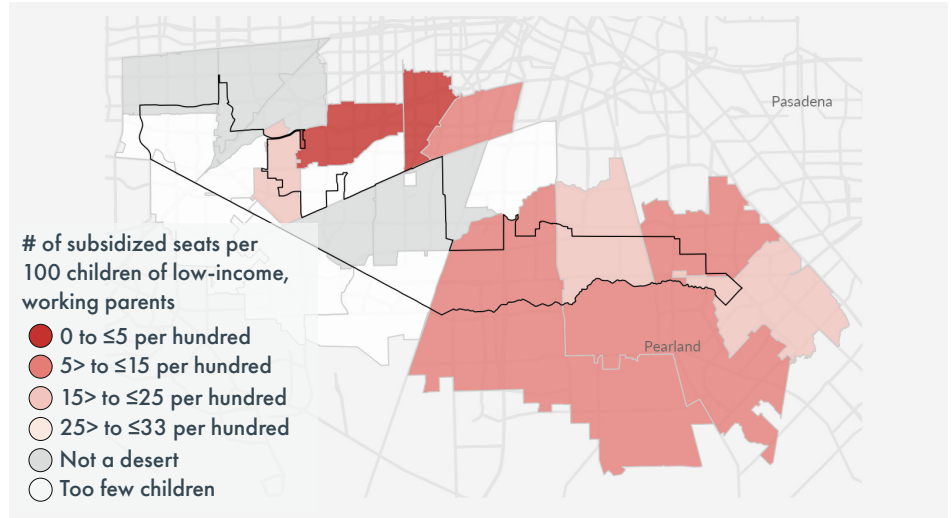 Pasadena
# of subsidized seats per
100 children of low-income,
working parents
0 to ≤5 per hundred
5> to ≤15 per hundred
15> to ≤25 per hundred
25> to ≤33 per hundred
Not a desert
Too few children
Pearland